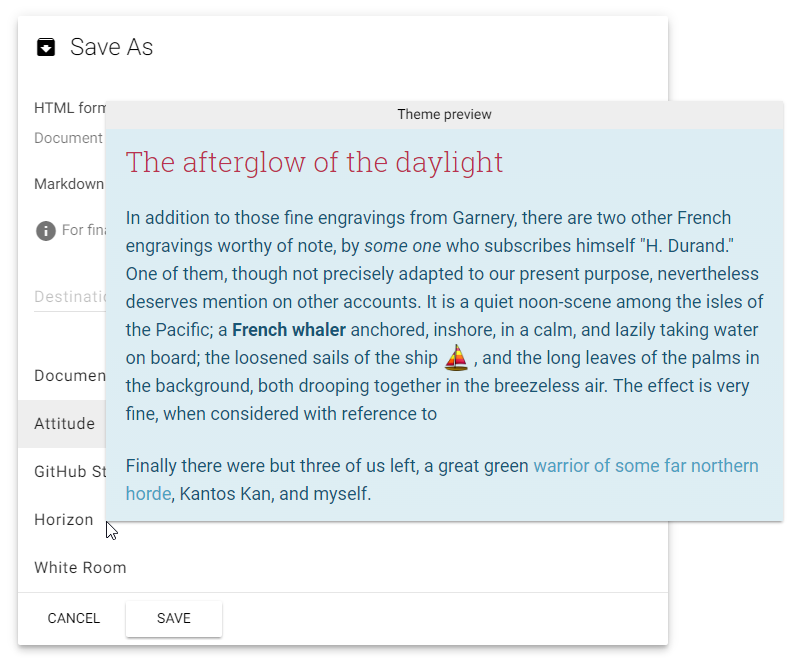 Save As
HTML form
Document
Markdown
For fina
Destinatio
Documen
Attitude
GitHub St
Horizon
White Room
CANCEL
SAVE
Theme preview
The afterglow of the daylight
In addition to those fine engravings from Garnery, there are two other French
engravings worthy of note, by some one who subscribes himself "H. Durand."
One of them, though not precisely adapted to our present purpose, nevertheless
deserves mention on other accounts. It is a quiet noon-scene among the isles of
the Pacific; a French whaler anchored, inshore, in a calm, and lazily taking water
on board; the loosened sails of the ship , and the long leaves of the palms in
the background, both drooping together in the breezeless air. The effect is very
fine, when considered with reference to
Finally there were but three of us left, a great green warrior of some far northern
horde, Kantos Kan, and myself.